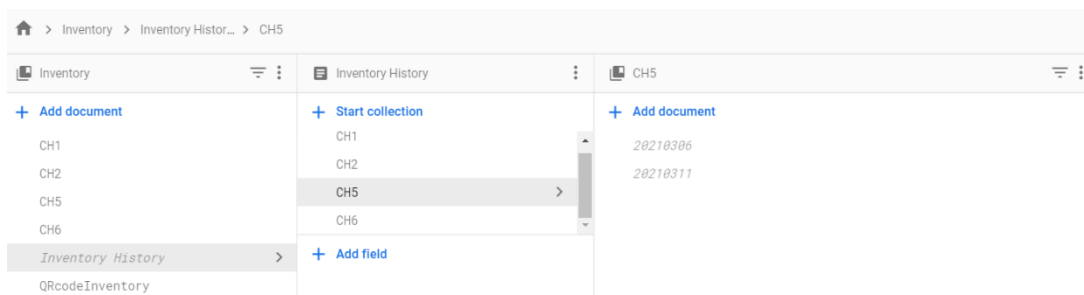 > Inventory > Inventory Histor... > CH5
Inventory
Inventory History
CH5
+ Add document
CH1
CH2
CH5
CH6
Inventory History
QRcodeInventory
+ Start collection
CH1
CH2
CH5
CH6
+ Add field
+ Add document
20210306
20210311